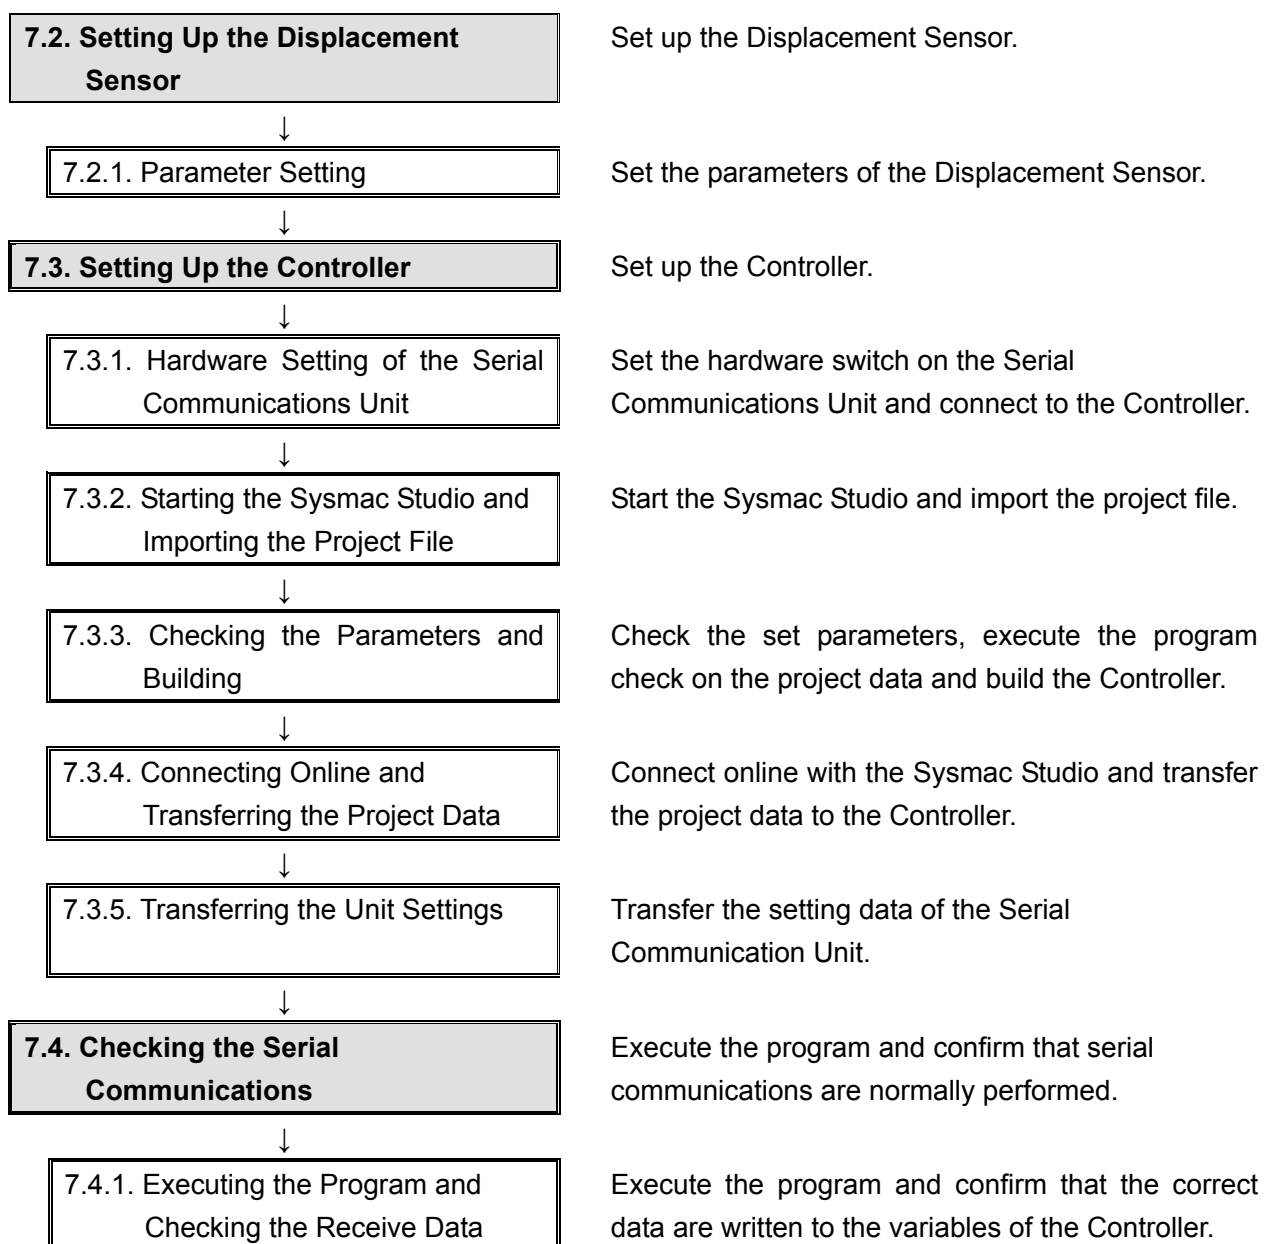 7.2. Setting Up the Displacement
Sensor
Set up the Displacement Sensor.
↓
7.2.1. Parameter Setting
Set the parameters of the Displacement Sensor.
↓
7.3. Setting Up the Controller
Set up the Controller.
↓
7.3.1. Hardware Setting of the Serial
Communications Unit
Set the hardware switch on the Serial
Communications Unit and connect to the Controller.
↓
7.3.2. Starting the Sysmac Studio and
Importing the Project File
Start the Sysmac Studio and import the project file.
↓
7.3.3. Checking the Parameters and
Building
Check the set parameters, execute the program
check on the project data and build the Controller.
↓
7.3.4. Connecting Online and
Transferring the Project Data
Connect online with the Sysmac Studio and transfer
the project data to the Controller.
↓
7.3.5. Transferring the Unit Settings
Transfer the setting data of the Serial
Communication Unit.
↓
7.4. Checking the Serial
Communications
Execute the program and confirm that serial
communications are normally performed.
↓
7.4.1. Executing the Program and
Checking the Receive Data
Execute the program and confirm that the correct
data are written to the variables of the Controller.